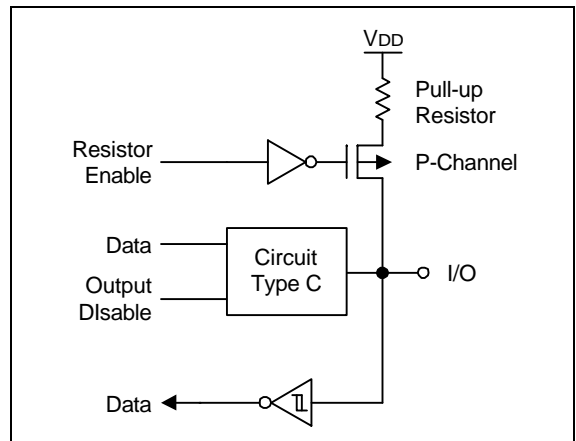 VDD
Pull-up
Resistor
Resistor
Enable
P-Channel
Data
Circuit
Type C
Output
DIsable
I/O
Data